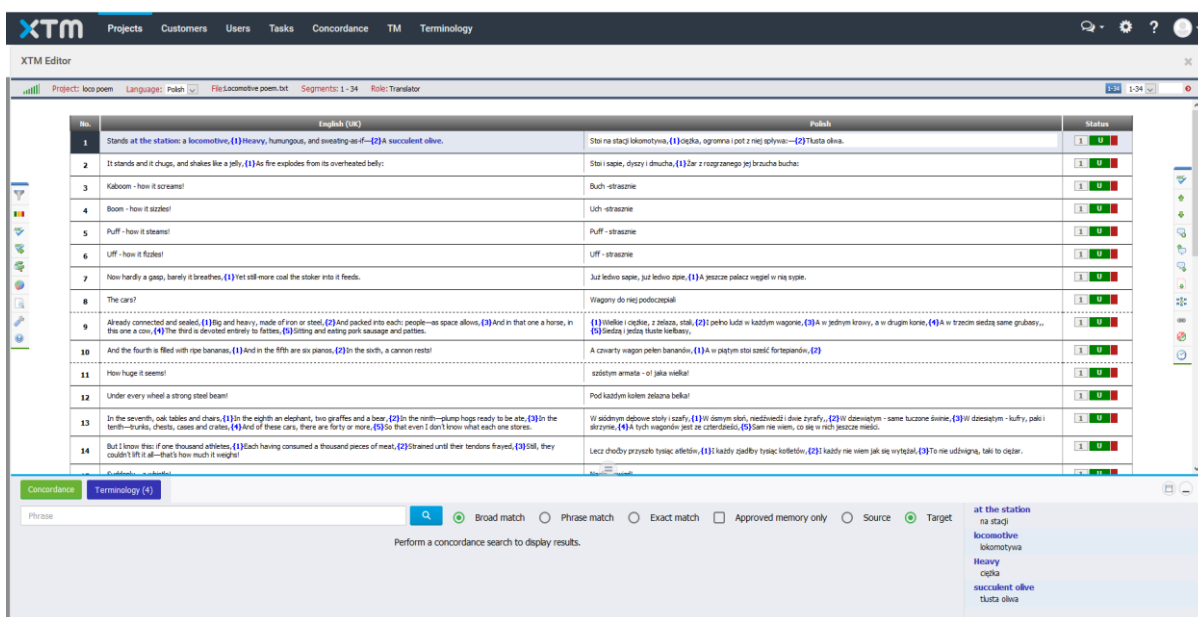 XTM Projects Customers Users Tasks Concordance TM Terminology ?
XTM Editor
Project: loco poem Language: Polish File:Locomotive poem.txt Segments: 1 - 34 Role: Translator 1-34 1-34
No. English (UK) Polish Status
1 Stands at the station: a locomotive,{1}Heavy, humungous, and sweating-as-if—{2}A succulent olive. Stoi na stacji lokomotywa,{1}ciężka, ogromna i pot z niej spływa:—{2}Tłusta oliwa. 1 U
2 It stands and it chugs, and shakes like a jelly,{1}As fire explodes from its overheated belly: Stoi i sapie, dyszy i dmucha,{1}Żar z rozgrzanego jej brzucha bucha: 1 U
3 Kaboom - how it screams! Buch -strasznie 1 U
4 Boom - how it sizzles! Uch -strasznie 1 U
5 Puff - how it steams! Puff - strasznie 1 U
6 Uff - how it fizzles! Uff - strasznie 1 U
7 Now hardly a gasp, barely it breathes,{1}Yet still-more coal the stoker into it feeds. Już ledwo sapie, już ledwo zipie,{1}A jeszcze palacz węgiel w nią sypie. 1 U
8 The cars? Wagony do niej podoczepiali 1 U
9 Already connected and sealed,{1}Big and heavy, made of iron or steel,{2}And packed into each: people—as space allows,{3}And in that one a horse, in {1}Wielkie i ciężkie, z żelaza, stali,{2}I pełno ludzi w każdym wagonie,{3}A w jednym krowy, a w drugim konie,{4}A w trzecim siedzą same grubasy,, 1 U
this one a cow,{4}The third is devoted entirely to fatties,{5}Sitting and eating pork sausage and patties. {5}Siedzą i jedzą tłuste kiełbasy,
10 And the fourth is filled with ripe bananas,{1}And in the fifth are six pianos,{2}In the sixth, a cannon rests! A czwarty wagon pełen bananów,{1}A w piątym stoi sześć fortepianów,{2} 1 U
11 How huge it seems! szóstym armata - o! jaka wielka! 1 U
12 Under every wheel a strong steel beam! Pod każdym kołem żelazna belka! 1 U
13 In the seventh, oak tables and chairs,{1}In the eighth an elephant, two giraffes and a bear,{2}In the ninth—plump hogs ready to be ate,{3}In the W siódmym dębowe stoły i szafy,{1}W ósmym słoń, niedźwiedź i dwie żyrafy,,{2}W dziewiątym - same tuczone świnie,{3}W dziesiątym - kufry, paki i 1 U
tenth—trunks, chests, cases and crates,{4}And of these cars, there are forty or more,{5}So that even I don't know what each one stores. skrzynie,{4}A tych wagonów jest ze czterdzieści,{5}Sam nie wiem, co się w nich jeszcze mieści.
14 But I know this: if one thousand athletes,{1}Each having consumed a thousand pieces of meat,{2}Strained until their tendons frayed,{3}Still, they Lecz choćby przyszło tysiąc atletów,{1}I każdy zjadłby tysiąc kotletów,{2}I każdy nie wiem jak się wytężał,{3}To nie udźwigną, taki to ciężar. 1 U
couldn't lift it all—that's how much it weighs!
Concordance Terminology (4)
Phrase Broad match Phrase match Exact match Approved memory only Source Target
Perform a concordance search to display results.
at the station
na stacji
locomotive
lokomotywa
Heavy
ciężka
succulent olive
tłusta oliwa